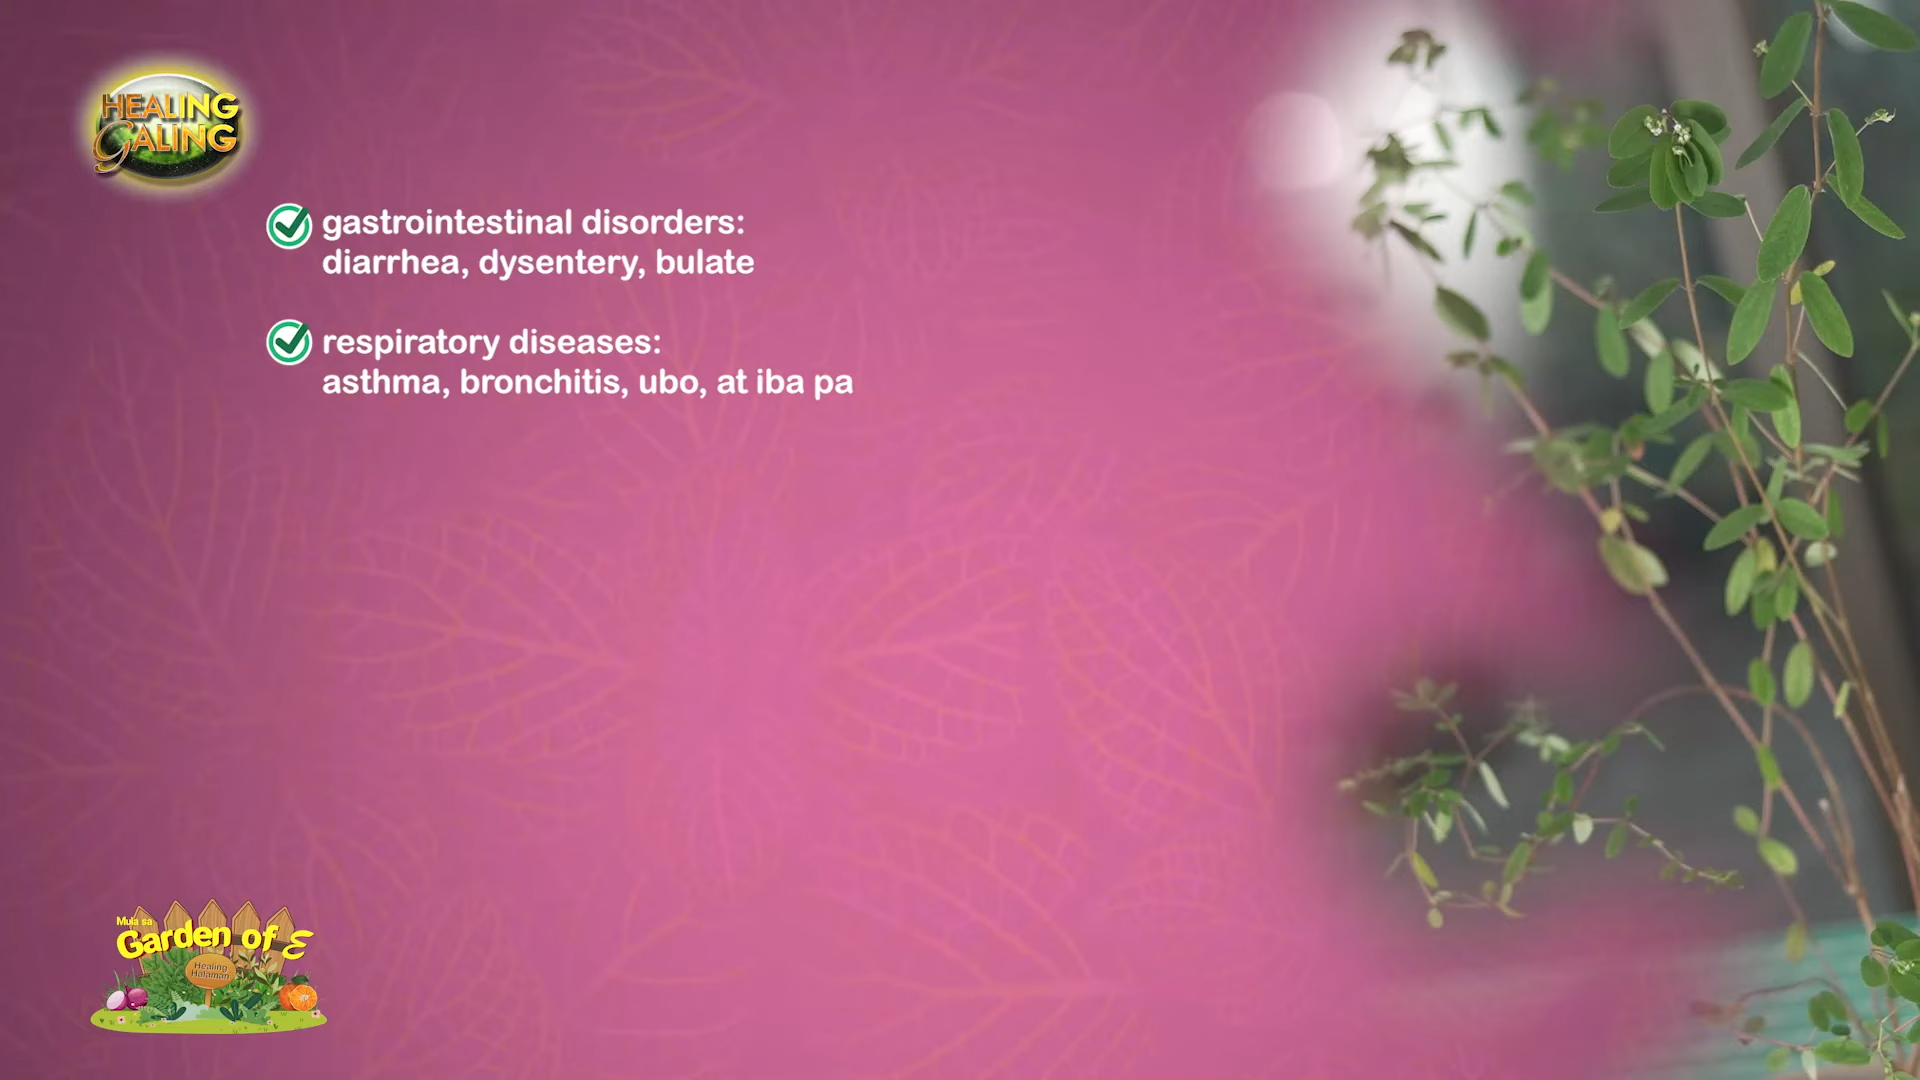 HEALING
GALING
gastrointestinal disorders:
diarrhea, dysentery, bulate
respiratory diseases:
asthma, bronchitis, ubo, at iba pa
Mula sa
Garden of E
Healing
Halaman